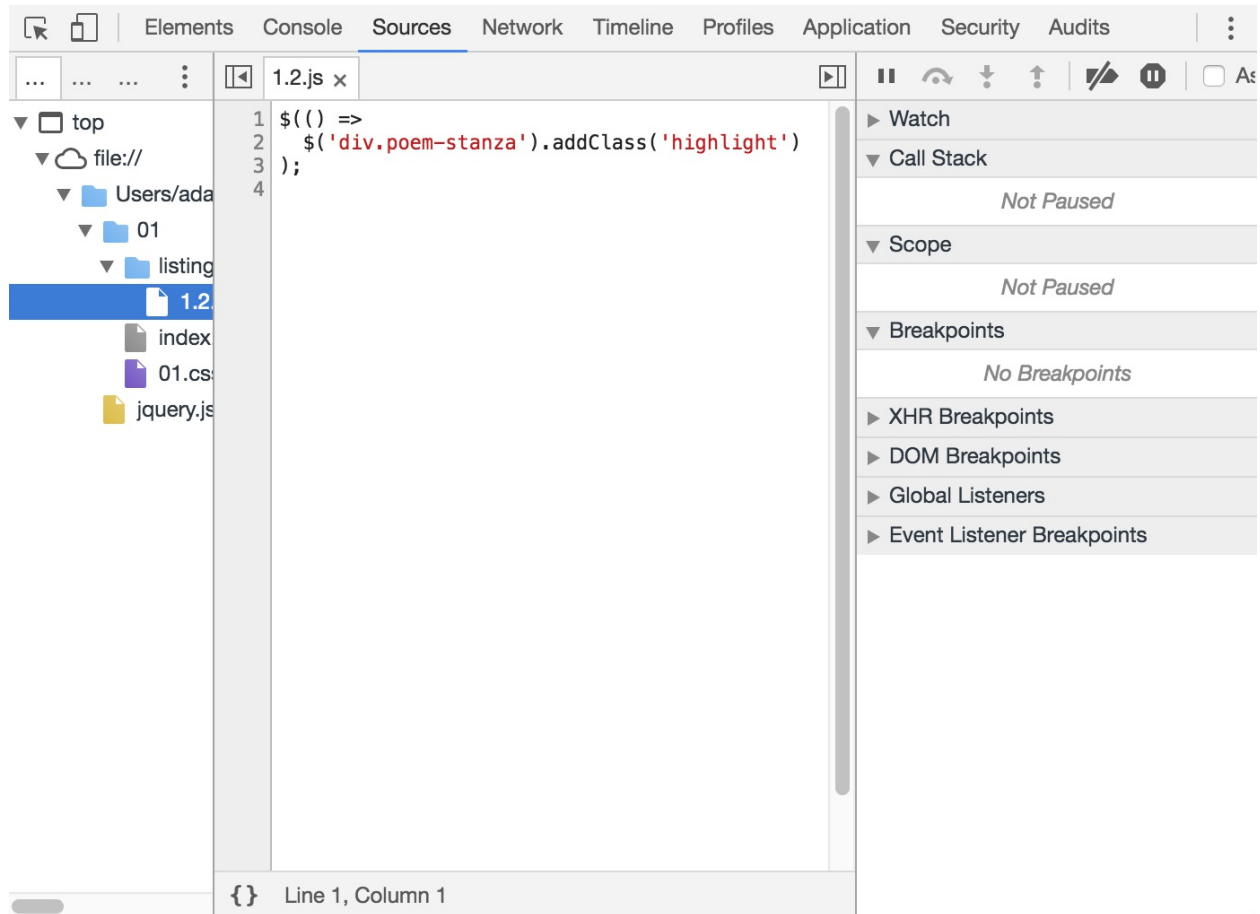 Elements Console Sources Network Timeline Profiles Application Security Audits
... ... ...
1.2.js ×
As
top
file://
Users/ada
01
listing
1.2.
index
01.css
jquery.js
1 $(() =>
2 $('div.poem-stanza').addClass('highlight')
3 );
4
{} Line 1, Column 1
Watch
Call Stack
Not Paused
Scope
Not Paused
Breakpoints
No Breakpoints
XHR Breakpoints
DOM Breakpoints
Global Listeners
Event Listener Breakpoints